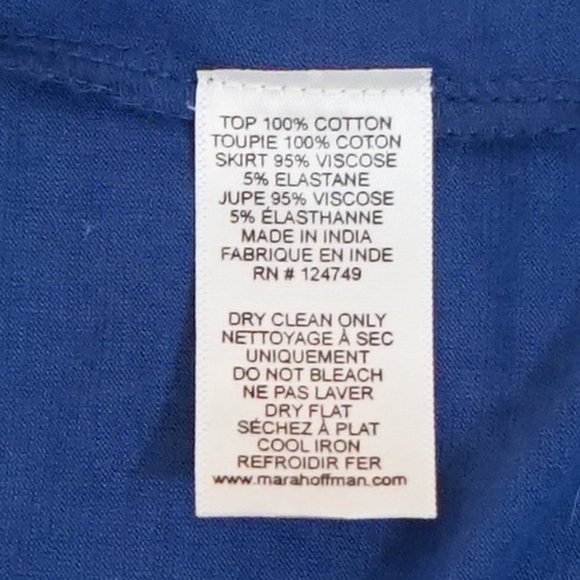 TOP 100% COTTON
TOUPIE 100% COTON
SKIRT 95% VISCOSE
5% ELASTANE
JUPE 95% VISCOSE
5% ÉLASTHANNE
MADE IN INDIA
FABRIQUE EN INDE
RN # 124749
DRY CLEAN ONLY
NETTOYAGE À SEC
UNIQUEMENT
DO NOT BLEACH
NE PAS LAVER
DRY FLAT
SÉCHEZ À PLAT
COOL IRON
REFROIDIR FER
www.marahoffman.com